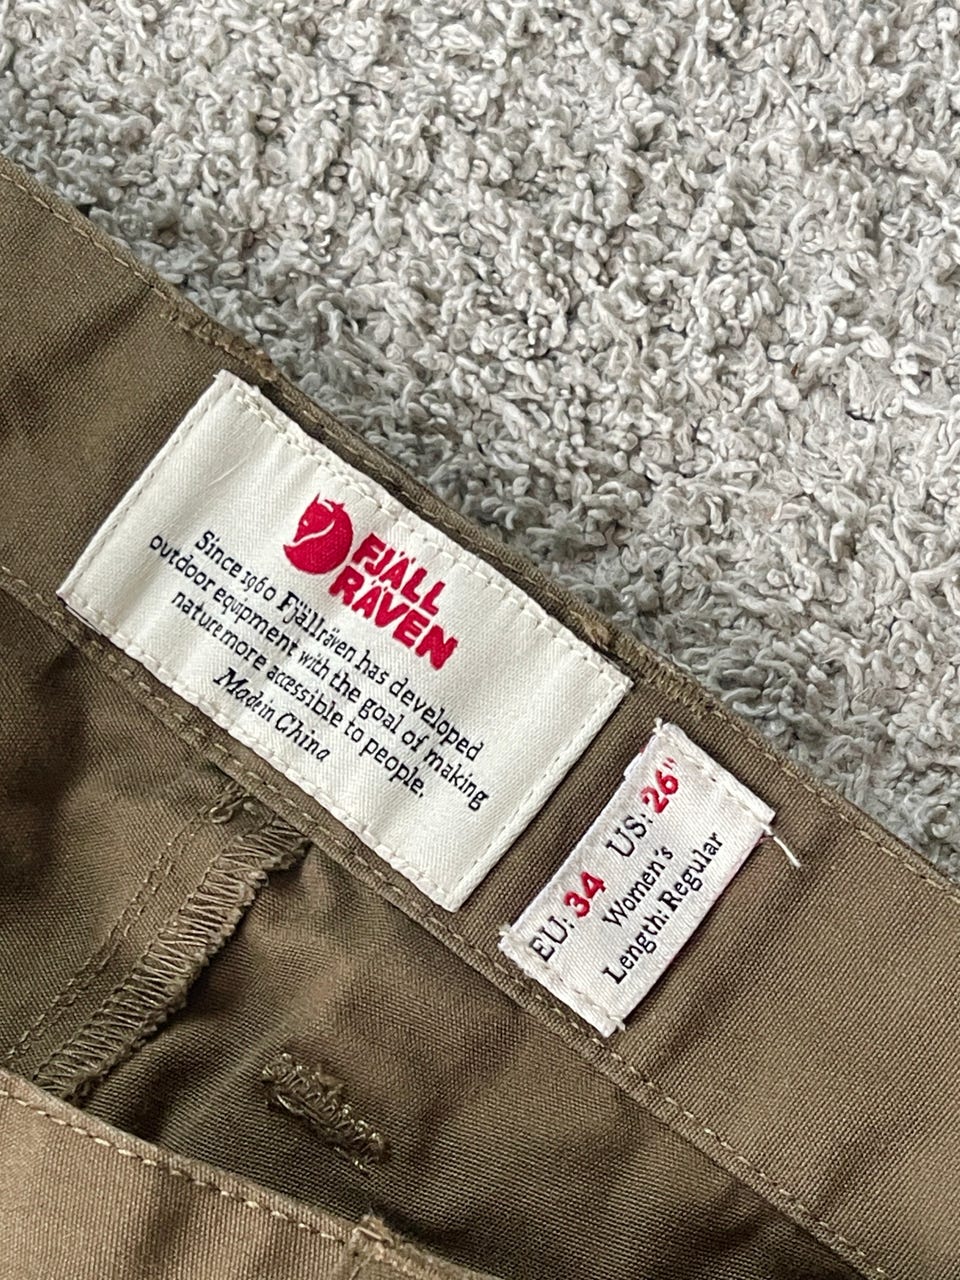 FJÄLL
RÄVEN
Since 1960 Fjällräven has developed
outdoor equipment with the goal of making
nature more accessible to people.
Made in China
EU: 34 US: 26"
Women's
Length: Regular